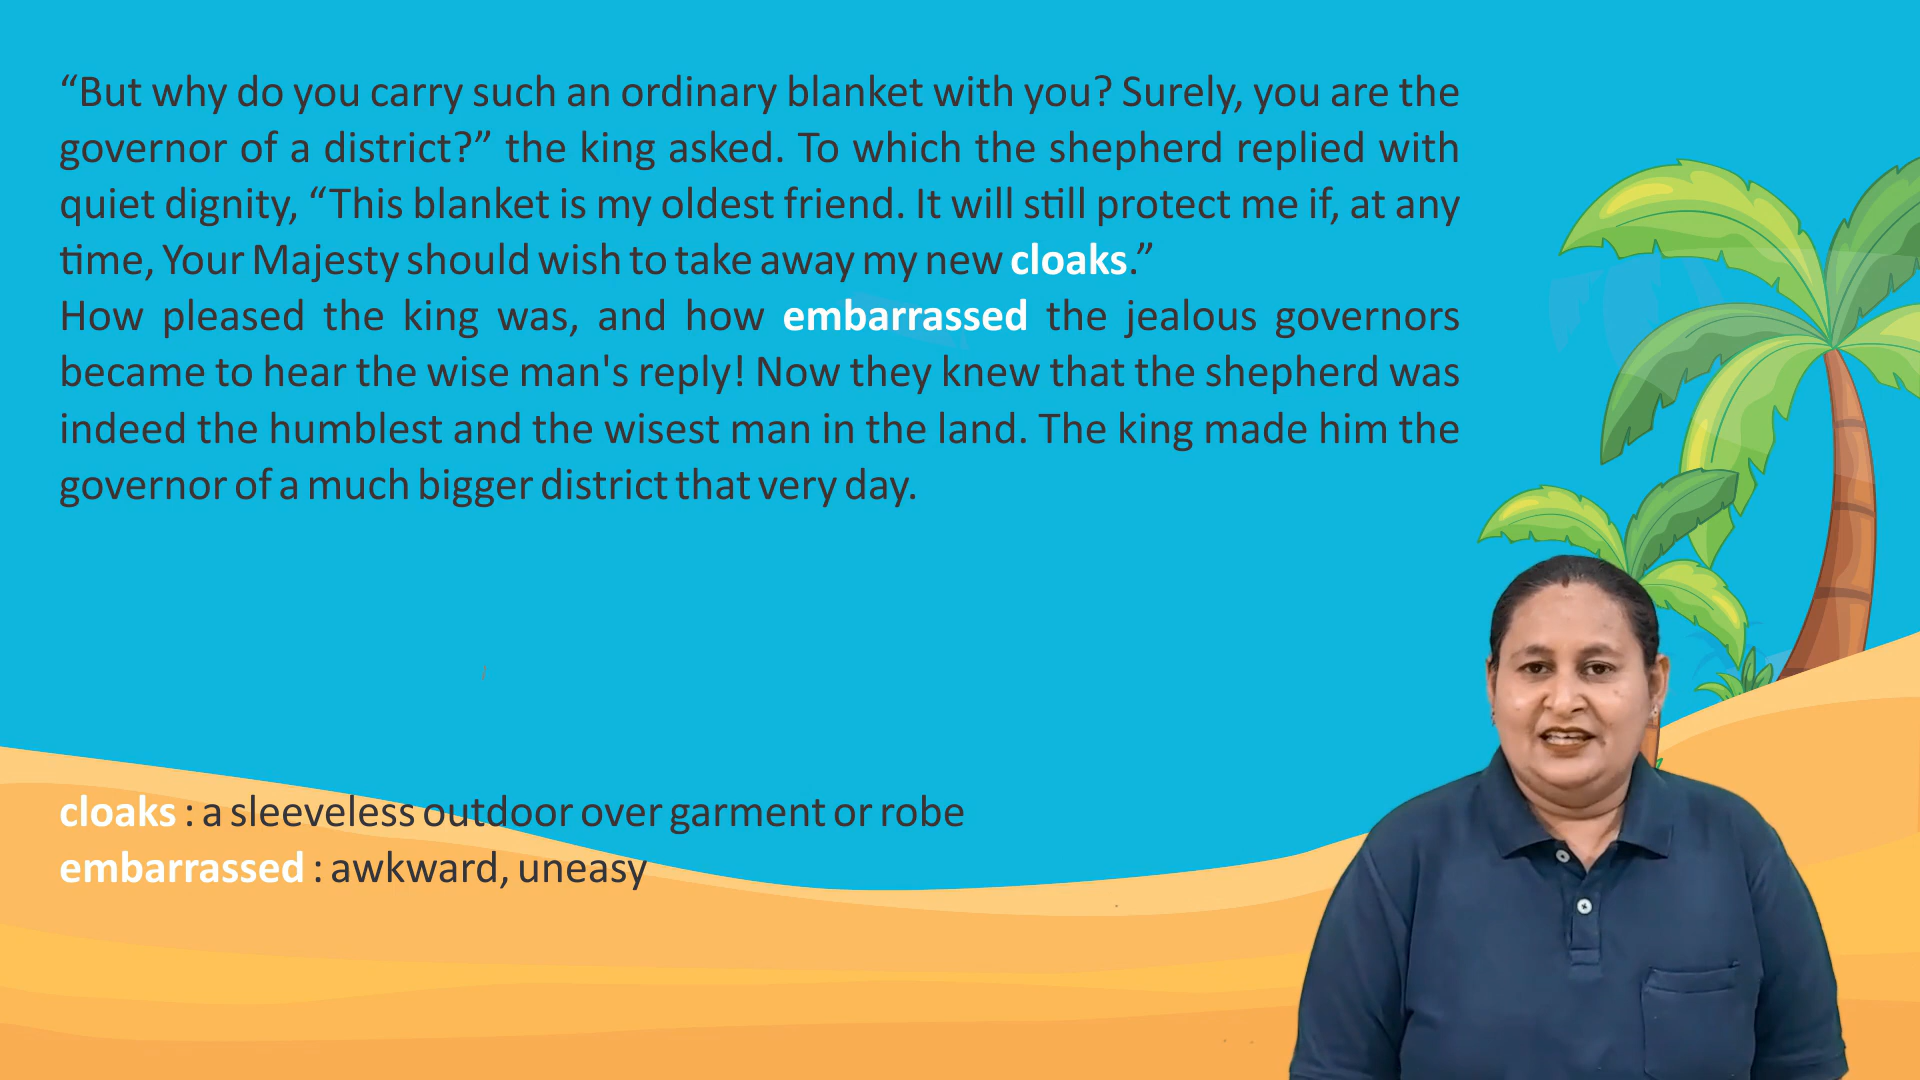 “But why do you carry such an ordinary blanket with you? Surely, you are the
governor of a district?” the king asked. To which the shepherd replied with
quiet dignity, “This blanket is my oldest friend. It will still protect me if, at any
time, Your Majesty should wish to take away my new cloaks.”
How pleased the king was, and how embarrassed the jealous governors
became to hear the wise man's reply! Now they knew that the shepherd was
indeed the humblest and the wisest man in the land. The king made him the
governor of a much bigger district that very day.
cloaks : a sleeveless outdoor over garment or robe
embarrassed : awkward, uneasy